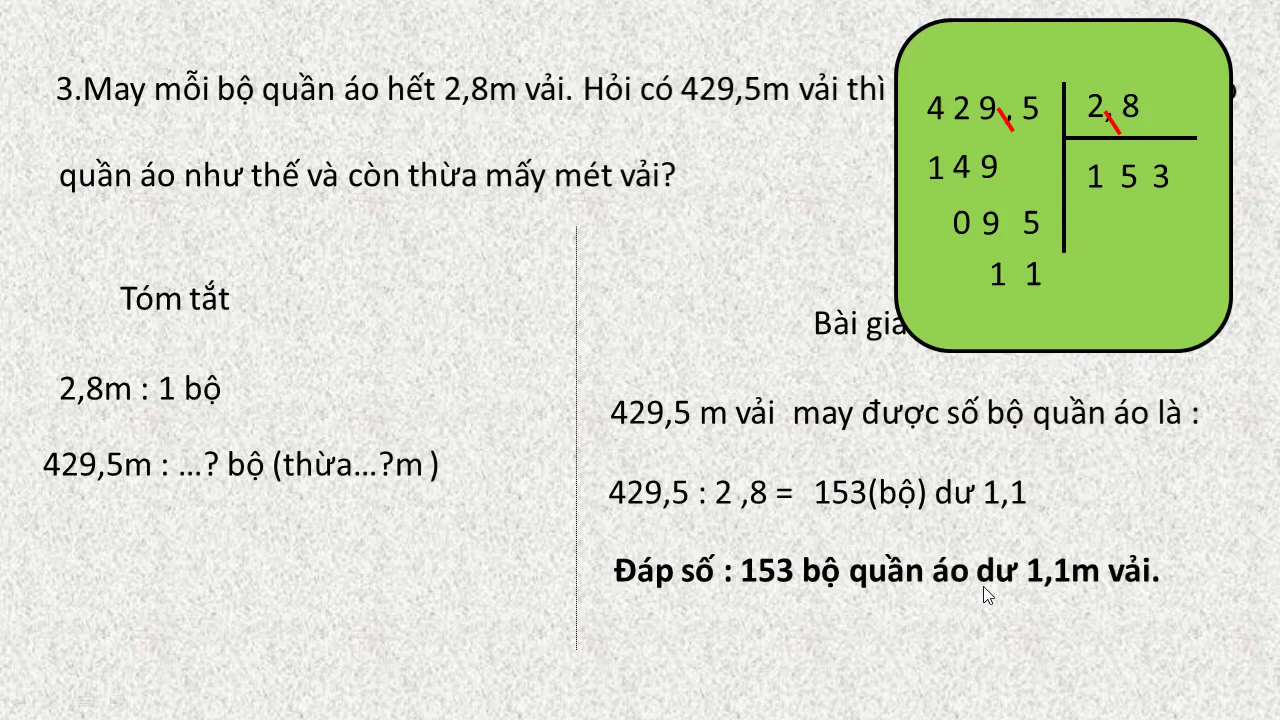 3.May mỗi bộ quần áo hết 2,8m vải. Hỏi có 429,5m vải thì
quần áo như thế và còn thừa mấy mét vải?
4 2 9 , 5
2, 8
1 4 9
1 5 3
0 9 5
1 1
Tóm tắt
2,8m : 1 bộ
429,5m : ...? bộ (thừa...?m )
Bài giả
429,5 m vải may được số bộ quần áo là :
429,5 : 2 ,8 = 153(bộ) dư 1,1
Đáp số : 153 bộ quần áo dư 1,1m vải.